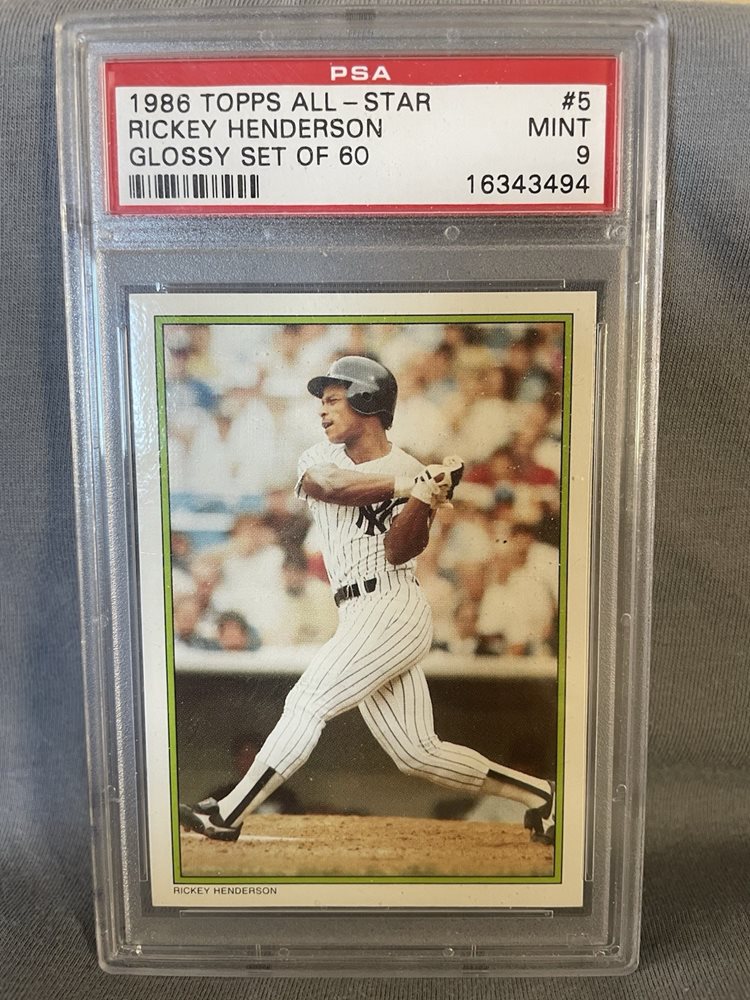 PSA
1986 TOPPS ALL-STAR #5
RICKEY HENDERSON MINT
GLOSSY SET OF 60 9
16343494
NY
RICKEY HENDERSON